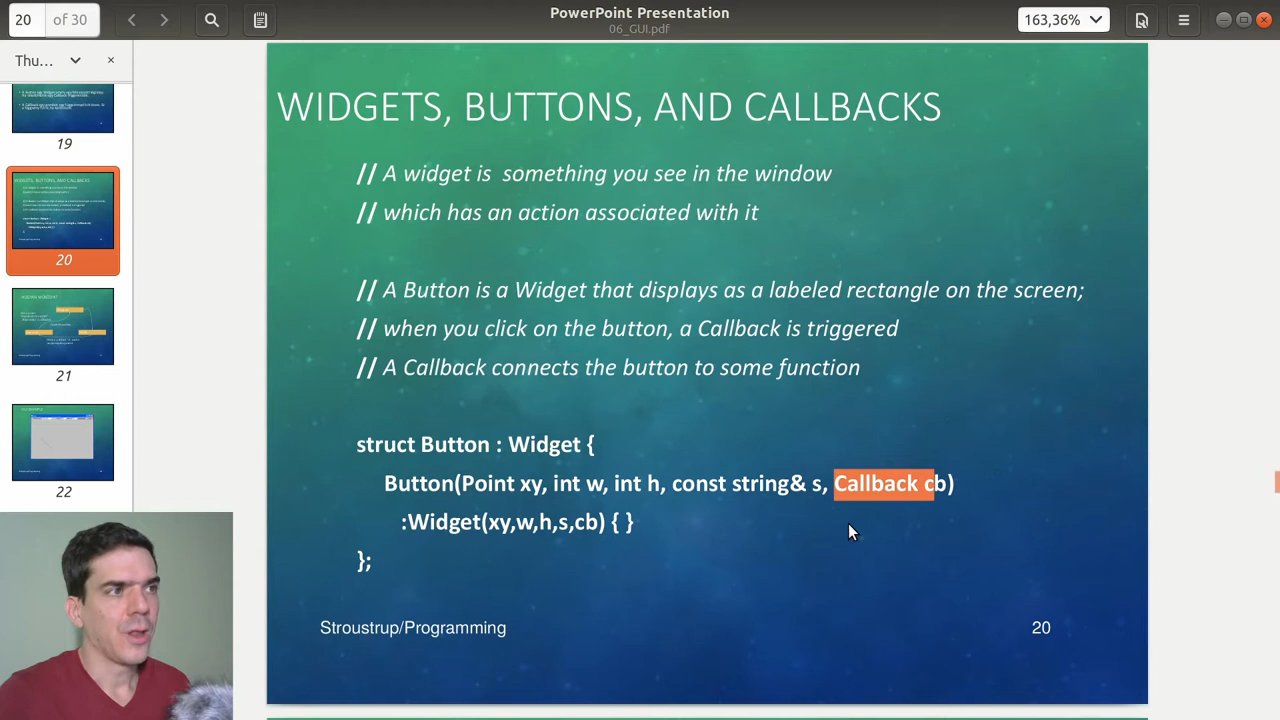 20 of 30
PowerPoint Presentation
06_GUI.pdf
163,36%
Thu...
19
20
21
22
WIDGETS, BUTTONS, AND CALLBACKS
// A widget is something you see in the window
// which has an action associated with it
// A Button is a Widget that displays as a labeled rectangle on the screen;
// when you click on the button, a Callback is triggered
// A Callback connects the button to some function
struct Button : Widget {
Button(Point xy, int w, int h, const string& s, Callback cb)
:Widget(xy,w,h,s,cb) { }
};
Stroustrup/Programming
20